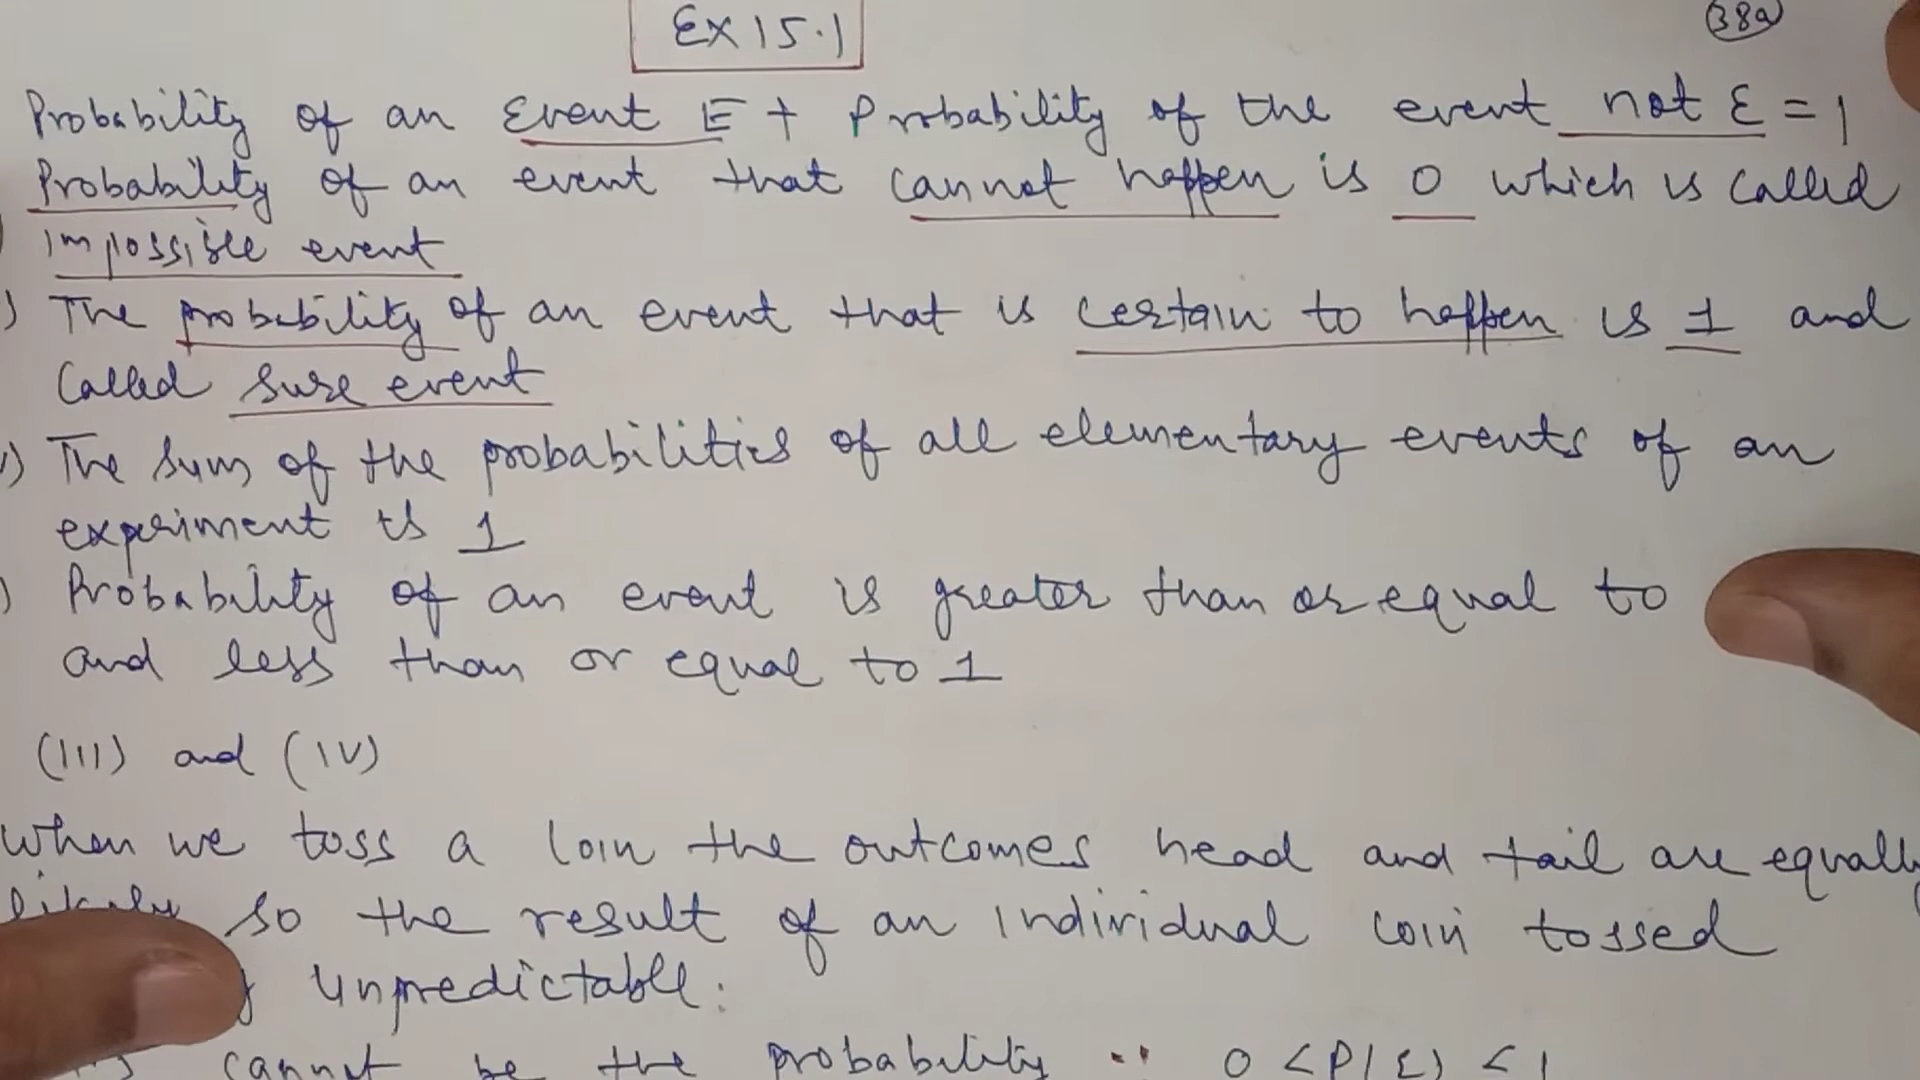 Ex 15.1
38a
Probability of an Event E + Probability of the event not E = 1
Probability of an event that cannot happen is 0 which is called
impossible event
) The probability of an event that is certain to happen is 1 and
Called sure event
) The sum of the probabilities of all elementary events of an
experiment is 1
) Probability of an event is greater than or equal to
and less than or equal to 1
(III) and (IV)
When we toss a coin the outcomes head and tail are equally
likely so the result of an individual coin tossed
unpredictable.
cannot be the probability ∵ 0 < P(E) < 1